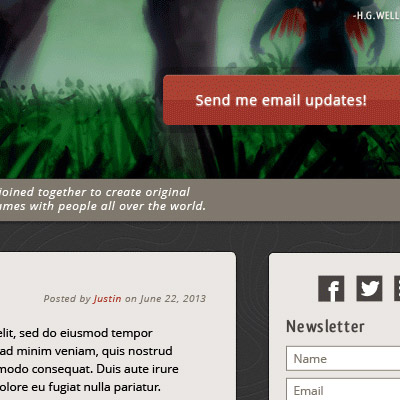 -H.G.WELL
Send me email updates!
joined together to create original
ames with people all over the world.
Posted by Justin on June 22, 2013
elit, sed do eiusmod tempor
ad minim veniam, quis nostrud
modo consequat. Duis aute irure
olore eu fugiat nulla pariatur.
Newsletter
Name
Email